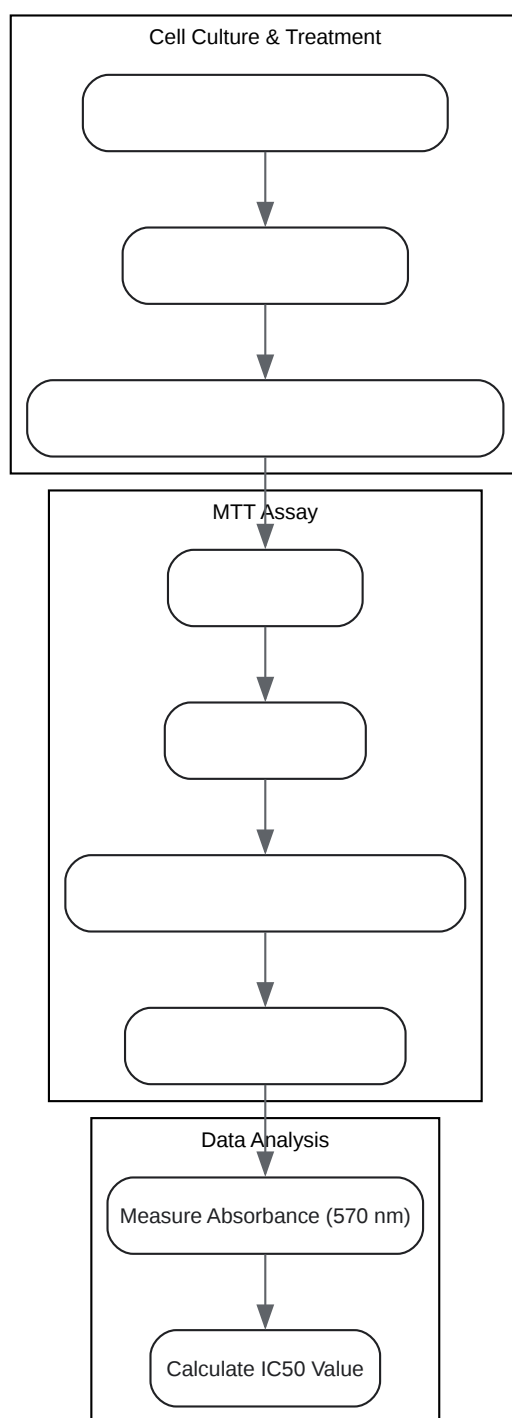 Cell Culture & Treatment
MTT Assay
Data Analysis
Measure Absorbance (570 nm)
Calculate IC50 Value